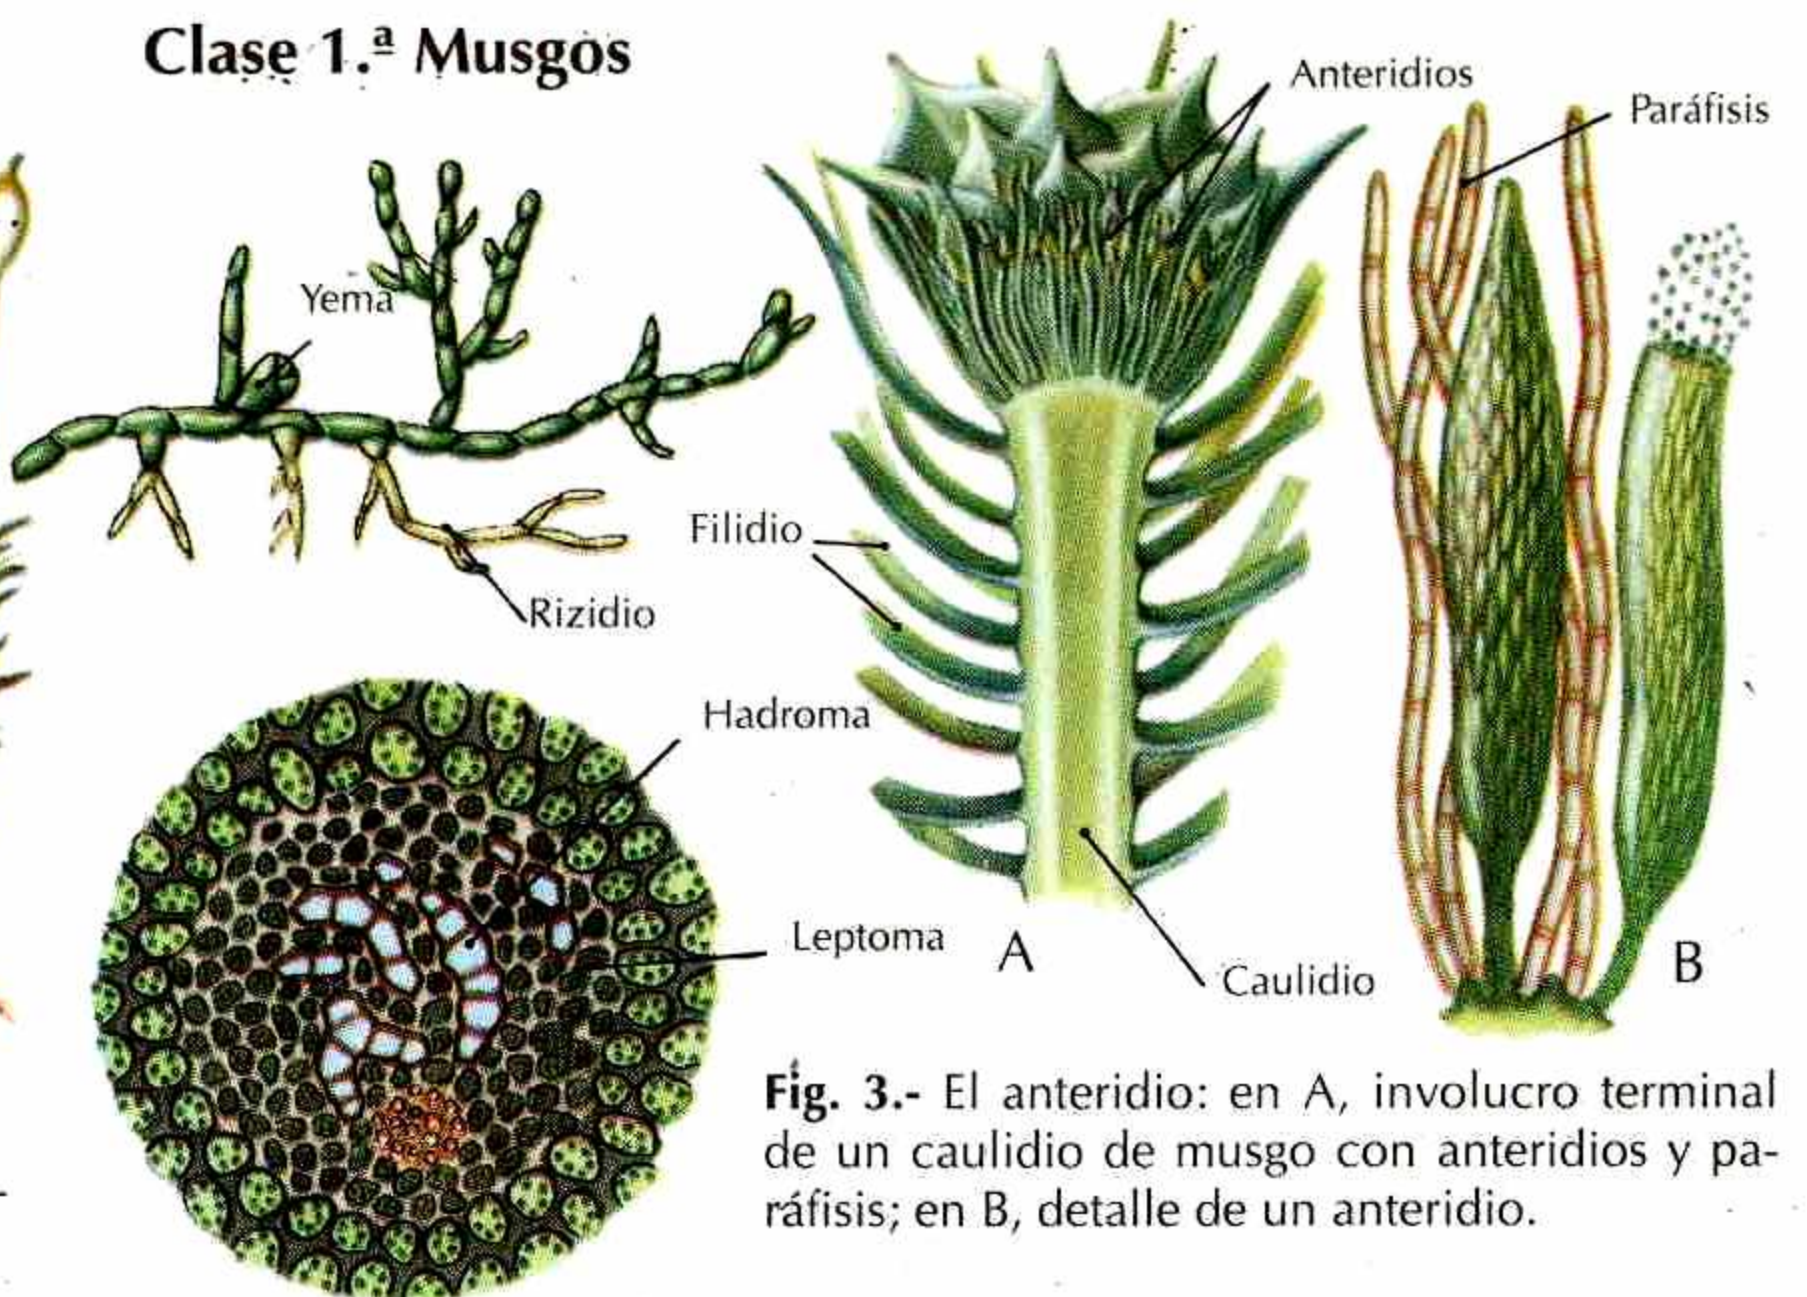 Clase 1.ª Musgos
Anteridios
Paráfisis
Yema
Filidio
Rizidio
Hadroma
Leptoma
A
Caulidio
B
Fig. 3.- El anteridio: en A, involucro terminal
de un caulidio de musgo con anteridios y pa-
ráfisis; en B, detalle de un anteridio.